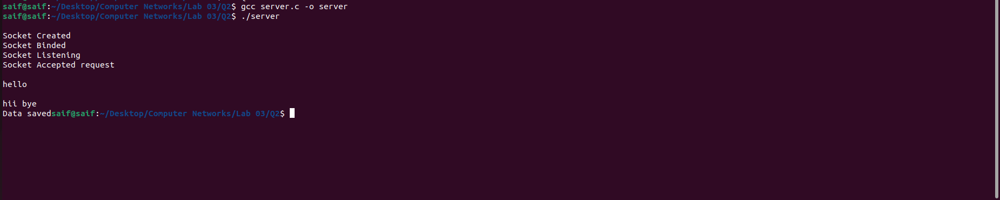 saif@saif:~/Desktop/Computer Networks/Lab 03/Q2$ gcc server.c -o server
saif@saif:~/Desktop/Computer Networks/Lab 03/Q2$ ./server
Socket Created
Socket Binded
Socket Listening
Socket Accepted request
hello
hii bye
Data savedsaif@saif:~/Desktop/Computer Networks/Lab 03/Q2$